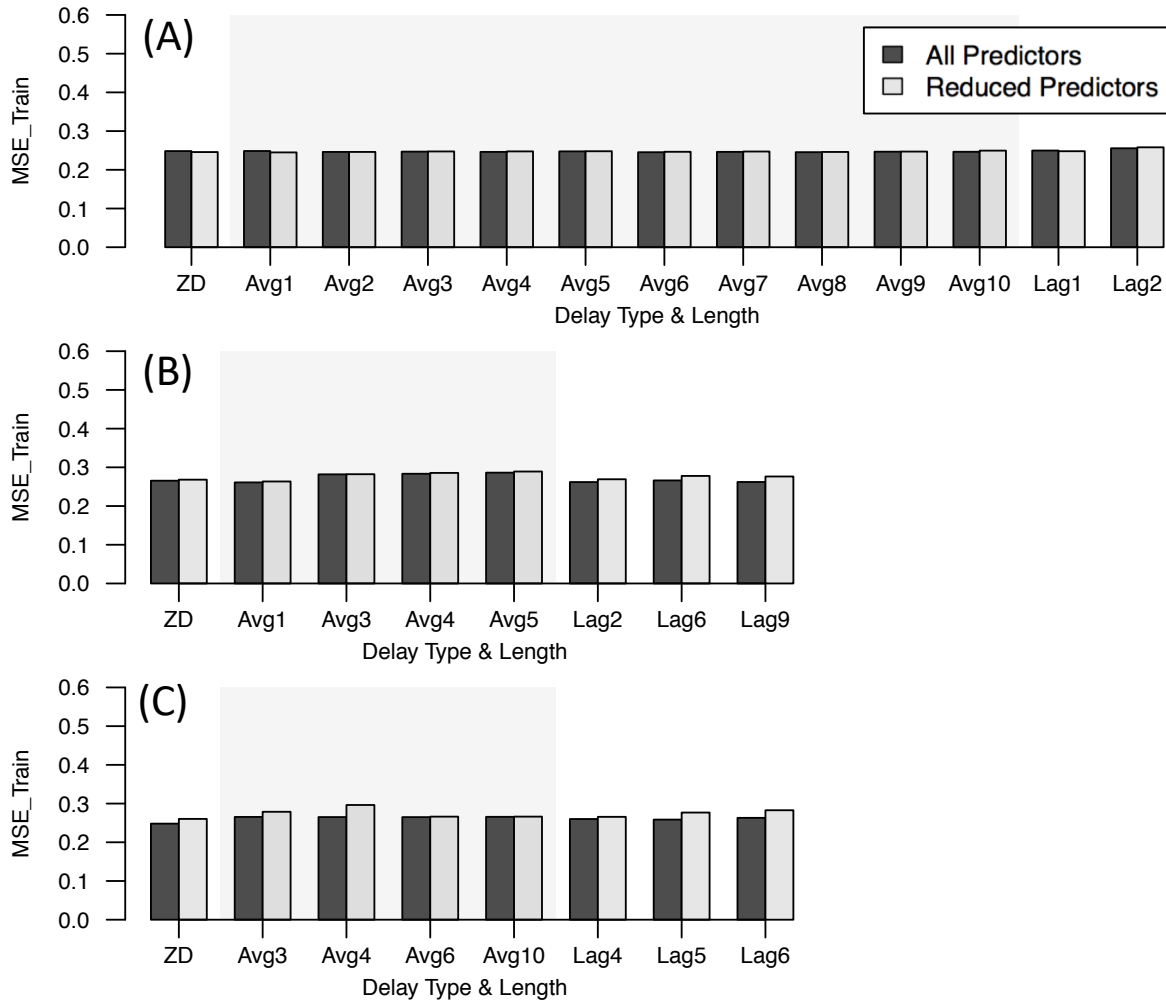 (A)
All Predictors
Reduced Predictors
MSE_Train
0.6
0.5
0.4
0.3
0.2
0.1
0.0
ZD Avg1 Avg2 Avg3 Avg4 Avg5 Avg6 Avg7 Avg8 Avg9 Avg10 Lag1 Lag2
Delay Type & Length
(B)
MSE_Train
0.6
0.5
0.4
0.3
0.2
0.1
0.0
ZD Avg1 Avg3 Avg4 Avg5 Lag2 Lag6 Lag9
Delay Type & Length
(C)
MSE_Train
0.6
0.5
0.4
0.3
0.2
0.1
0.0
ZD Avg3 Avg4 Avg6 Avg10 Lag4 Lag5 Lag6
Delay Type & Length